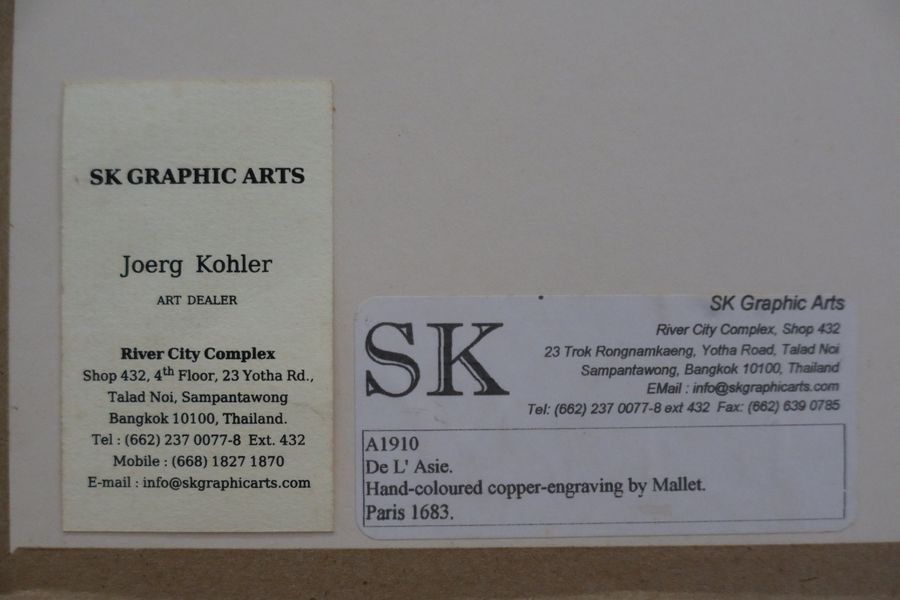 SK GRAPHIC ARTS
Joerg Kohler
ART DEALER
River City Complex
Shop 432, 4th Floor, 23 Yotha Rd.,
Talad Noi, Sampantawong
Bangkok 10100, Thailand.
Tel : (662) 237 0077-8 Ext. 432
Mobile : (668) 1827 1870
E-mail : info@skgraphicarts.com
SK
SK Graphic Arts
River City Complex, Shop 432
23 Trok Rongnamkaeng, Yotha Road, Talad Noi
Sampantawong, Bangkok 10100, Thailand
EMail : info@skgraphicarts.com
Tel: (662) 237 0077-8 ext 432 Fax: (662) 639 0785
A1910
De L' Asie.
Hand-coloured copper-engraving by Mallet.
Paris 1683.